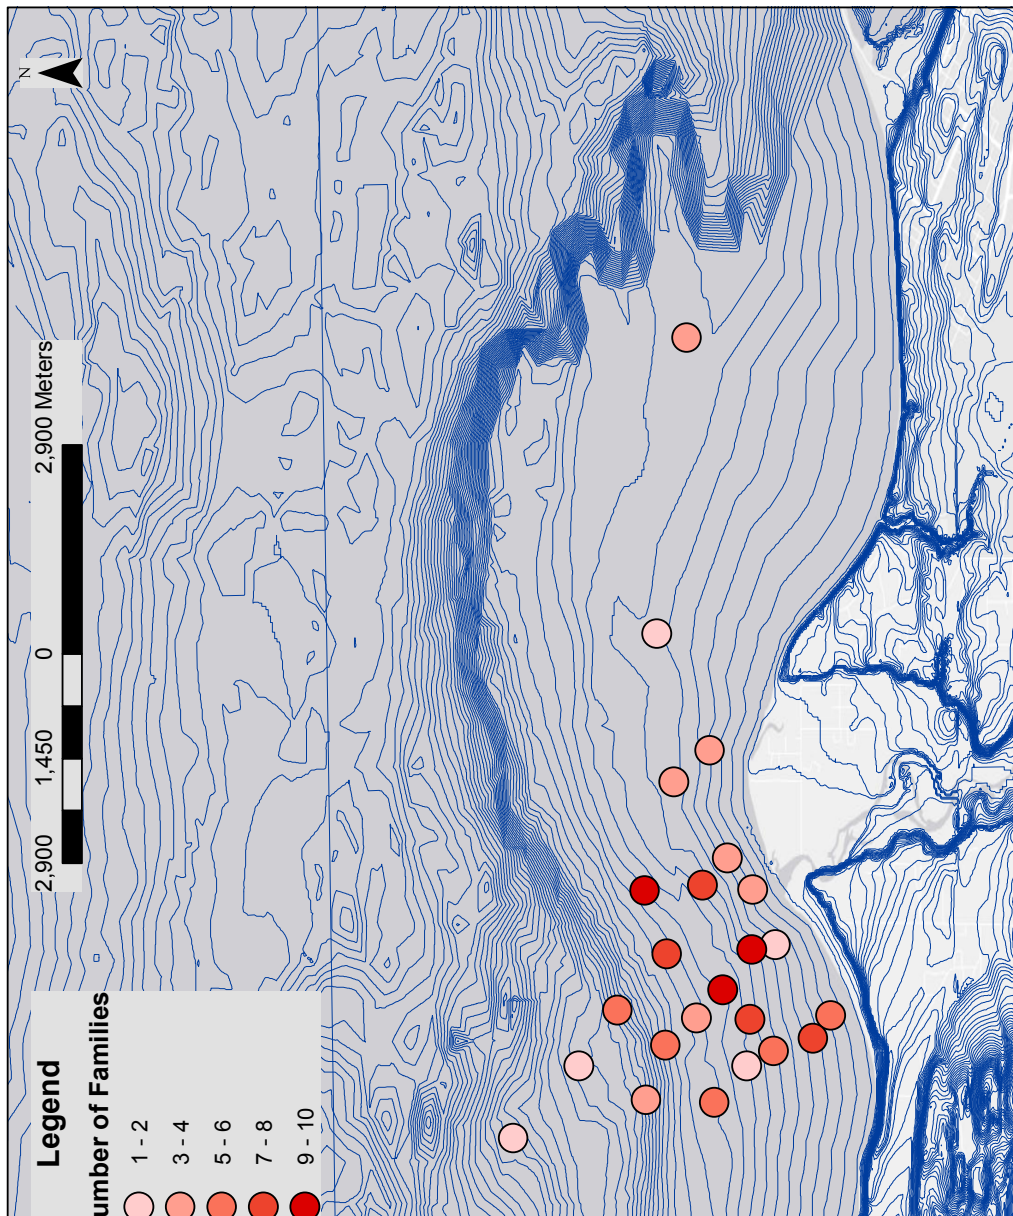 N
2,900 1,450 0 2,900 Meters
Legend
umber of Families
1 - 2
3 - 4
5 - 6
7 - 8
9 - 10